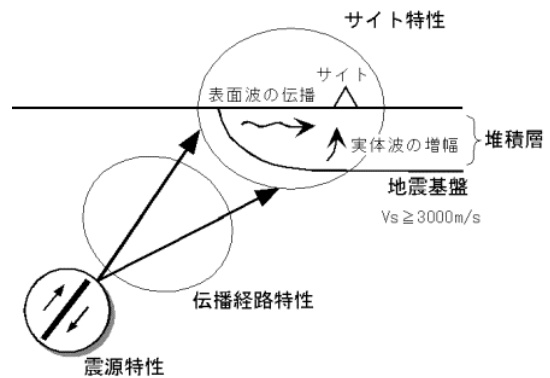 サイト特性
サイト
表面波の伝播
実体波の増幅
堆積層
地震基盤
Vs≧3000m/s
伝播経路特性
震源特性